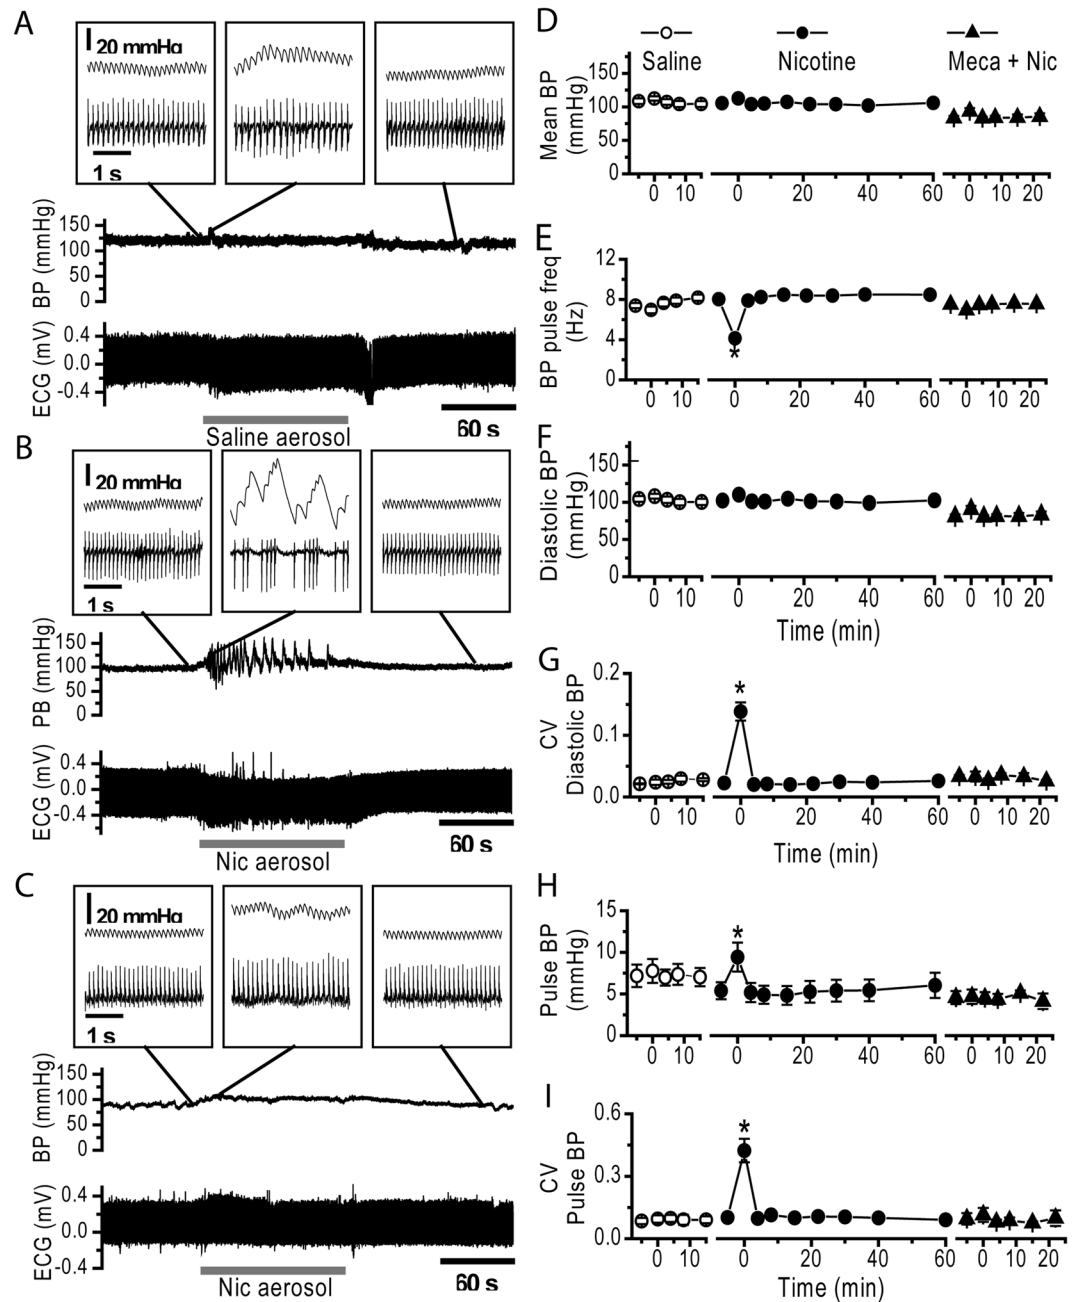 A
20 mmHg
1 s
BP (mmHg)
150
100
50
0
ECG (mV)
0.4
0.0
-0.4
60 s
Saline aerosol
B
20 mmHg
1 s
PB (mmHg)
150
100
50
0
ECG (mV)
0.4
0.0
-0.4
60 s
Nic aerosol
C
20 mmHg
1 s
BP (mmHg)
150
100
50
0
ECG (mV)
0.4
0.0
-0.4
60 s
Nic aerosol
D
Saline
Nicotine
Meca + Nic
Mean BP
(mmHg)
150
100
50
0
0 10 0 20 40 60 0 10 20
E
BP pulse freq
(Hz)
12
8
4
0
*
0 10 0 20 40 60 0 10 20
F
Diastolic BP
(mmHg)
150
100
50
0
0 10 0 20 40 60 0 10 20
Time (min)
G
CV
Diastolic BP
0.2
0.1
0.0
*
0 10 0 20 40 60 0 10 20
Time (min)
H
Pulse BP
(mmHg)
15
10
5
0
*
0 10 0 20 40 60 0 10 20
I
CV
Pulse BP
0.6
0.3
0.0
*
0 10 0 20 40 60 0 10 20
Time (min)